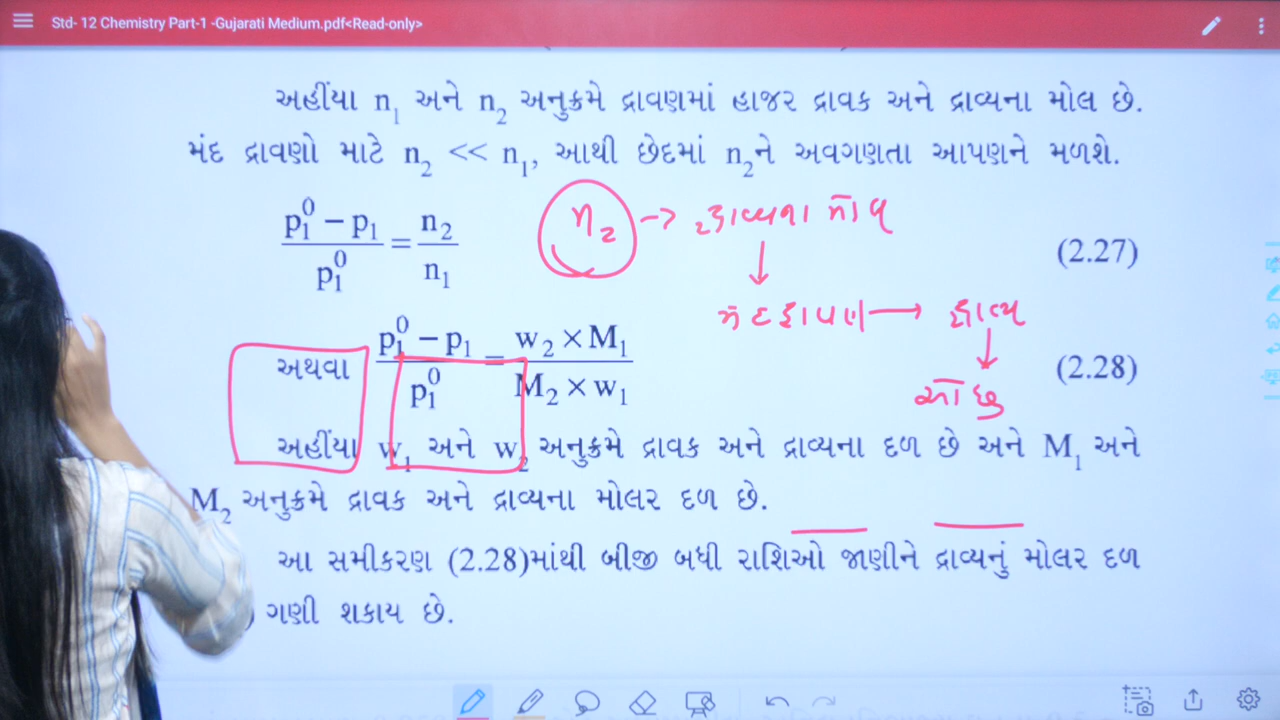 Std- 12 Chemistry Part-1 -Gujarati Medium.pdf<Read-only>
અહીંયા n₁ અને n₂ અનુક્રમે દ્રાવણમાં હાજર દ્રાવક અને દ્રાવ્યના મોલ છે.
મંદ દ્રાવણો માટે n₂ << n₁, આથી છેદમાં n₂ને અવગણતા આપણને મળશે.
(p₁⁰ – p₁)/p₁⁰ = n₂/n₁ (2.27)
n₂ → દ્રાવ્યના મોલ
↓
મંદ દ્રાવણ → દ્રાવ્ય
↓
ઓછુ
અથવા (p₁⁰ – p₁)/p₁⁰ = (w₂ × M₁)/(M₂ × w₁) (2.28)
અહીંયા w₁ અને w₂ અનુક્રમે દ્રાવક અને દ્રાવ્યના દળ છે અને M₁ અને
M₂ અનુક્રમે દ્રાવક અને દ્રાવ્યના મોલર દળ છે.
આ સમીકરણ (2.28)માંથી બીજી બધી રાશિઓ જાણીને દ્રાવ્યનું મોલર દળ
) ગણી શકાય છે.